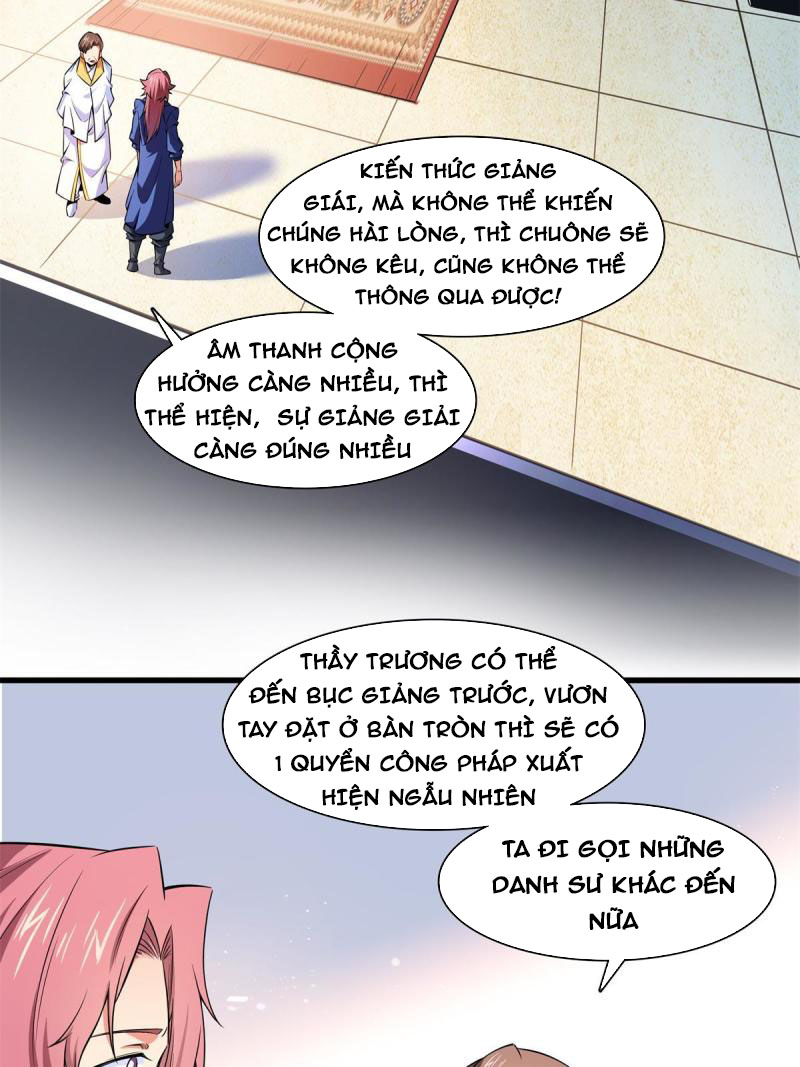 KIẾN THỨC GIẢNG
GIẢI, MÀ KHÔNG THỂ KHIẾN
CHÚNG HÀI LÒNG, THÌ CHUÔNG SẼ
KHÔNG KÊU, CŨNG KHÔNG THỂ
THÔNG QUA ĐƯỢC!
ÂM THANH CỘNG
HƯỞNG CÀNG NHIỀU, THÌ
THỂ HIỆN, SỰ GIẢNG GIẢI
CÀNG ĐÚNG NHIỀU
THẦY TRƯƠNG CÓ THỂ
ĐẾN BỤC GIẢNG TRƯỚC, VƯƠN
TAY ĐẶT Ở BÀN TRÒN THÌ SẼ CÓ
1 QUYỂN CÔNG PHÁP XUẤT
HIỆN NGẪU NHIÊN
TA ĐI GỌI NHỮNG
DANH SƯ KHÁC ĐẾN
NỮA